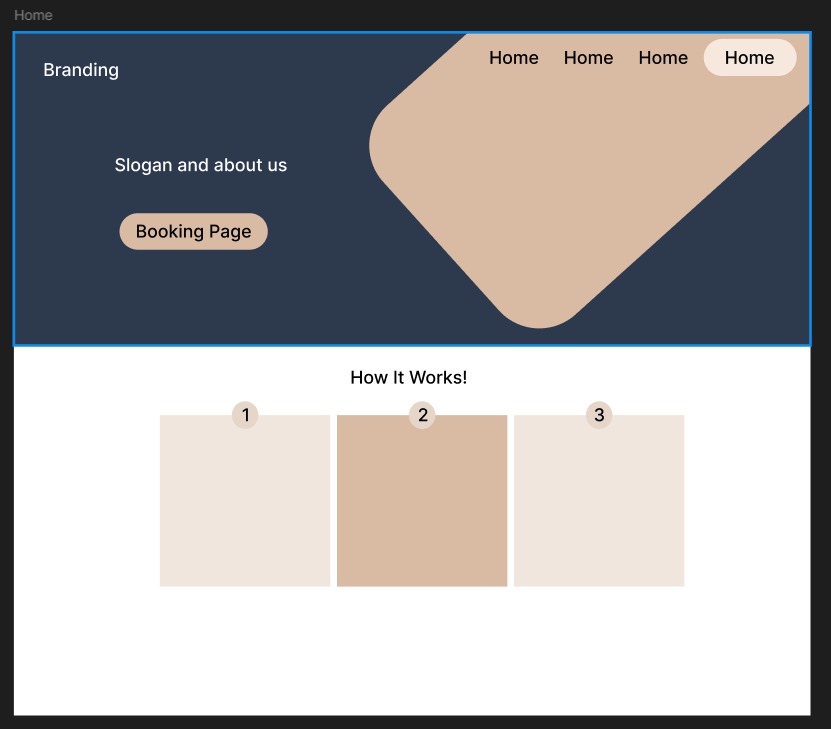 Home
Home Home Home Home
Branding
Slogan and about us
Booking Page
How It Works!
1 2 3